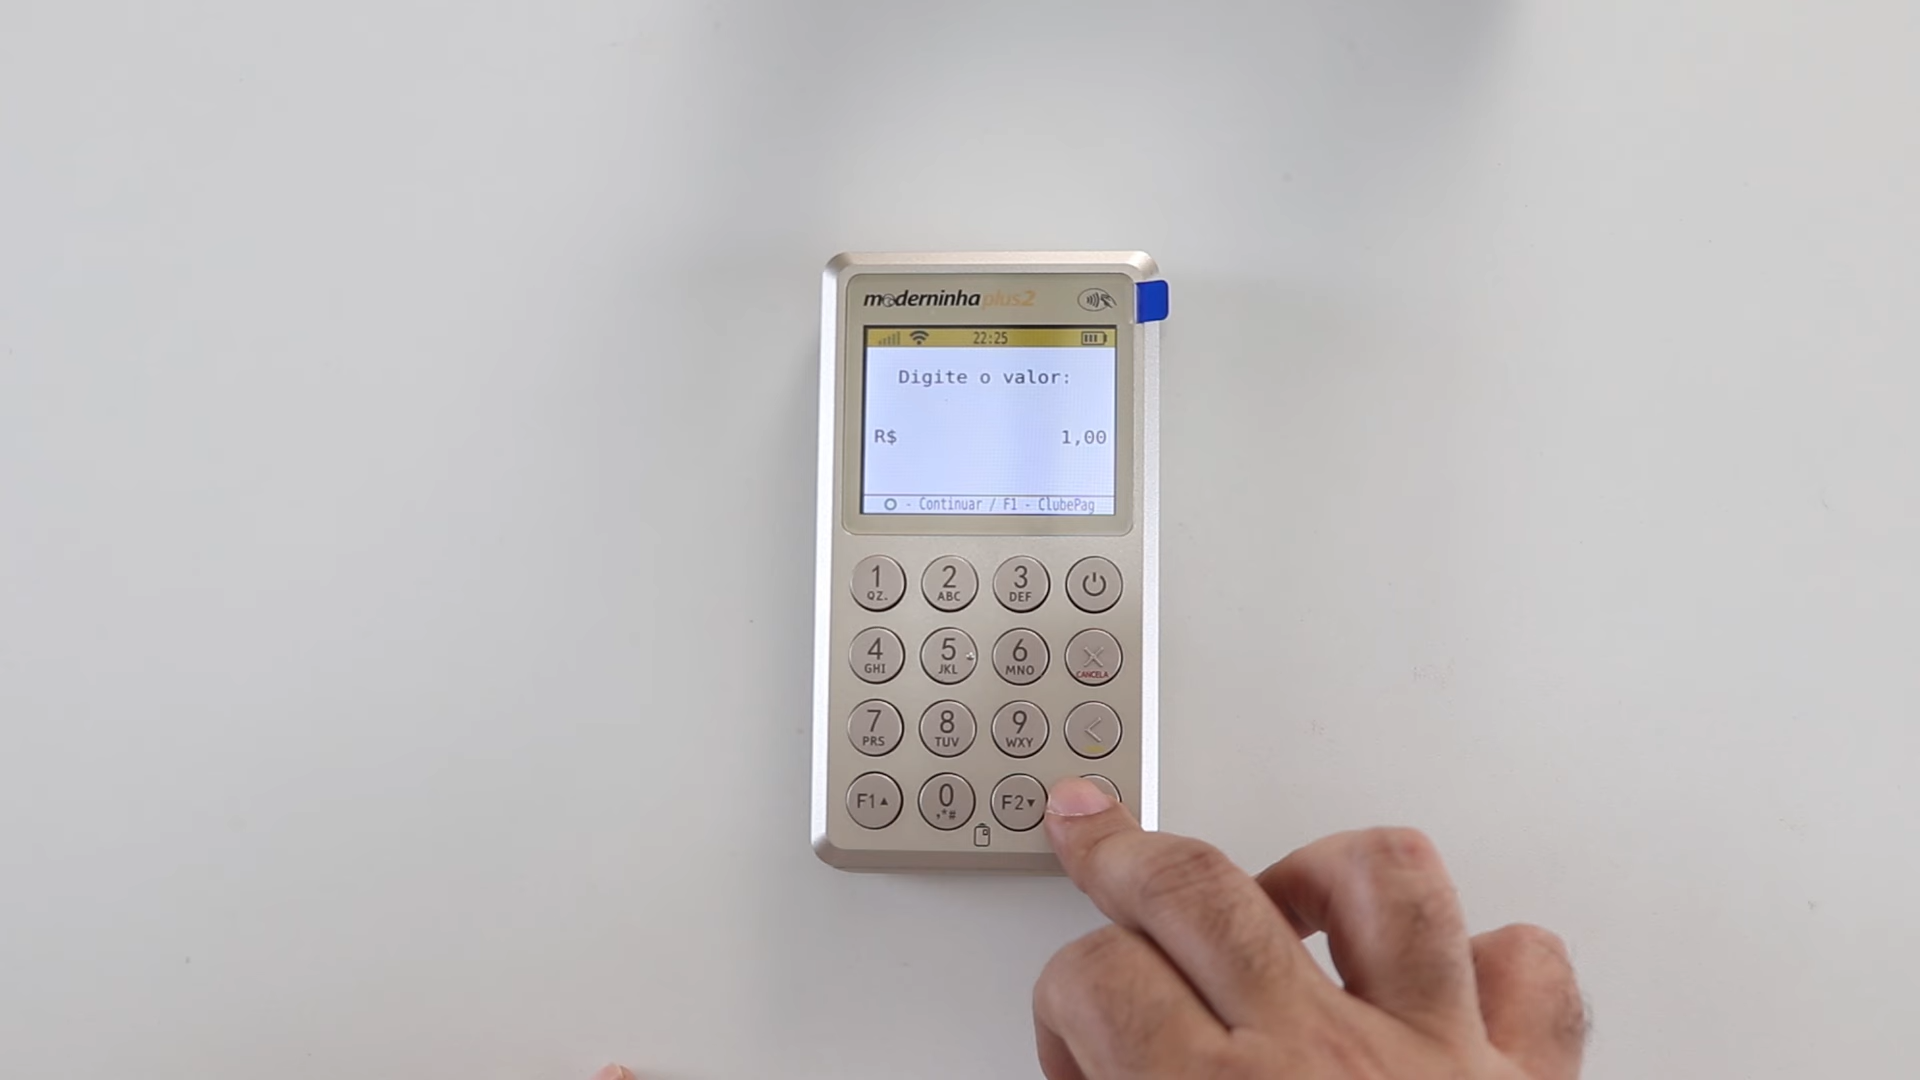 moderninha plus2
22:25
Digite o valor:
R$ 1,00
O - Continuar / F1 - ClubePag
1 2 3
QZ. ABC DEF
4 5 6
GHI JKL MNO CANCELA
7 8 9
PRS TUV WXY
F1▲ 0 F2▼
,*#